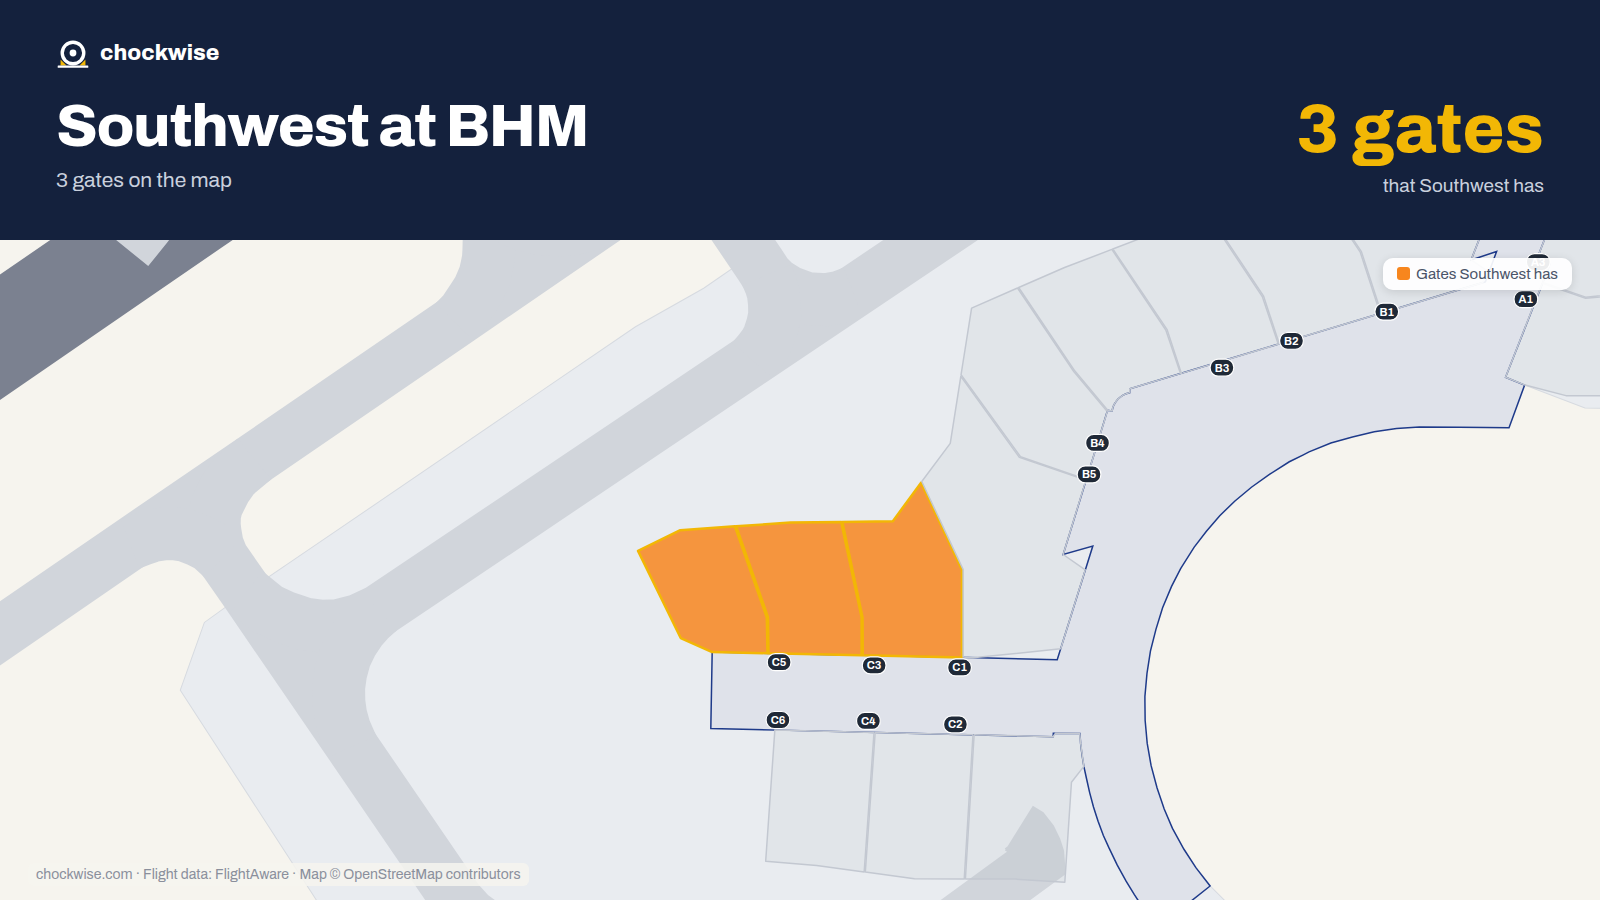 chockwise
Southwest at BHM
3 gates on the map
3 gates
that Southwest has
Gates Southwest has
A1
B1
B2
B3
B4
B5
C5
C3
C1
C6
C4
C2
chockwise.com · Flight data: FlightAware · Map © OpenStreetMap contributors